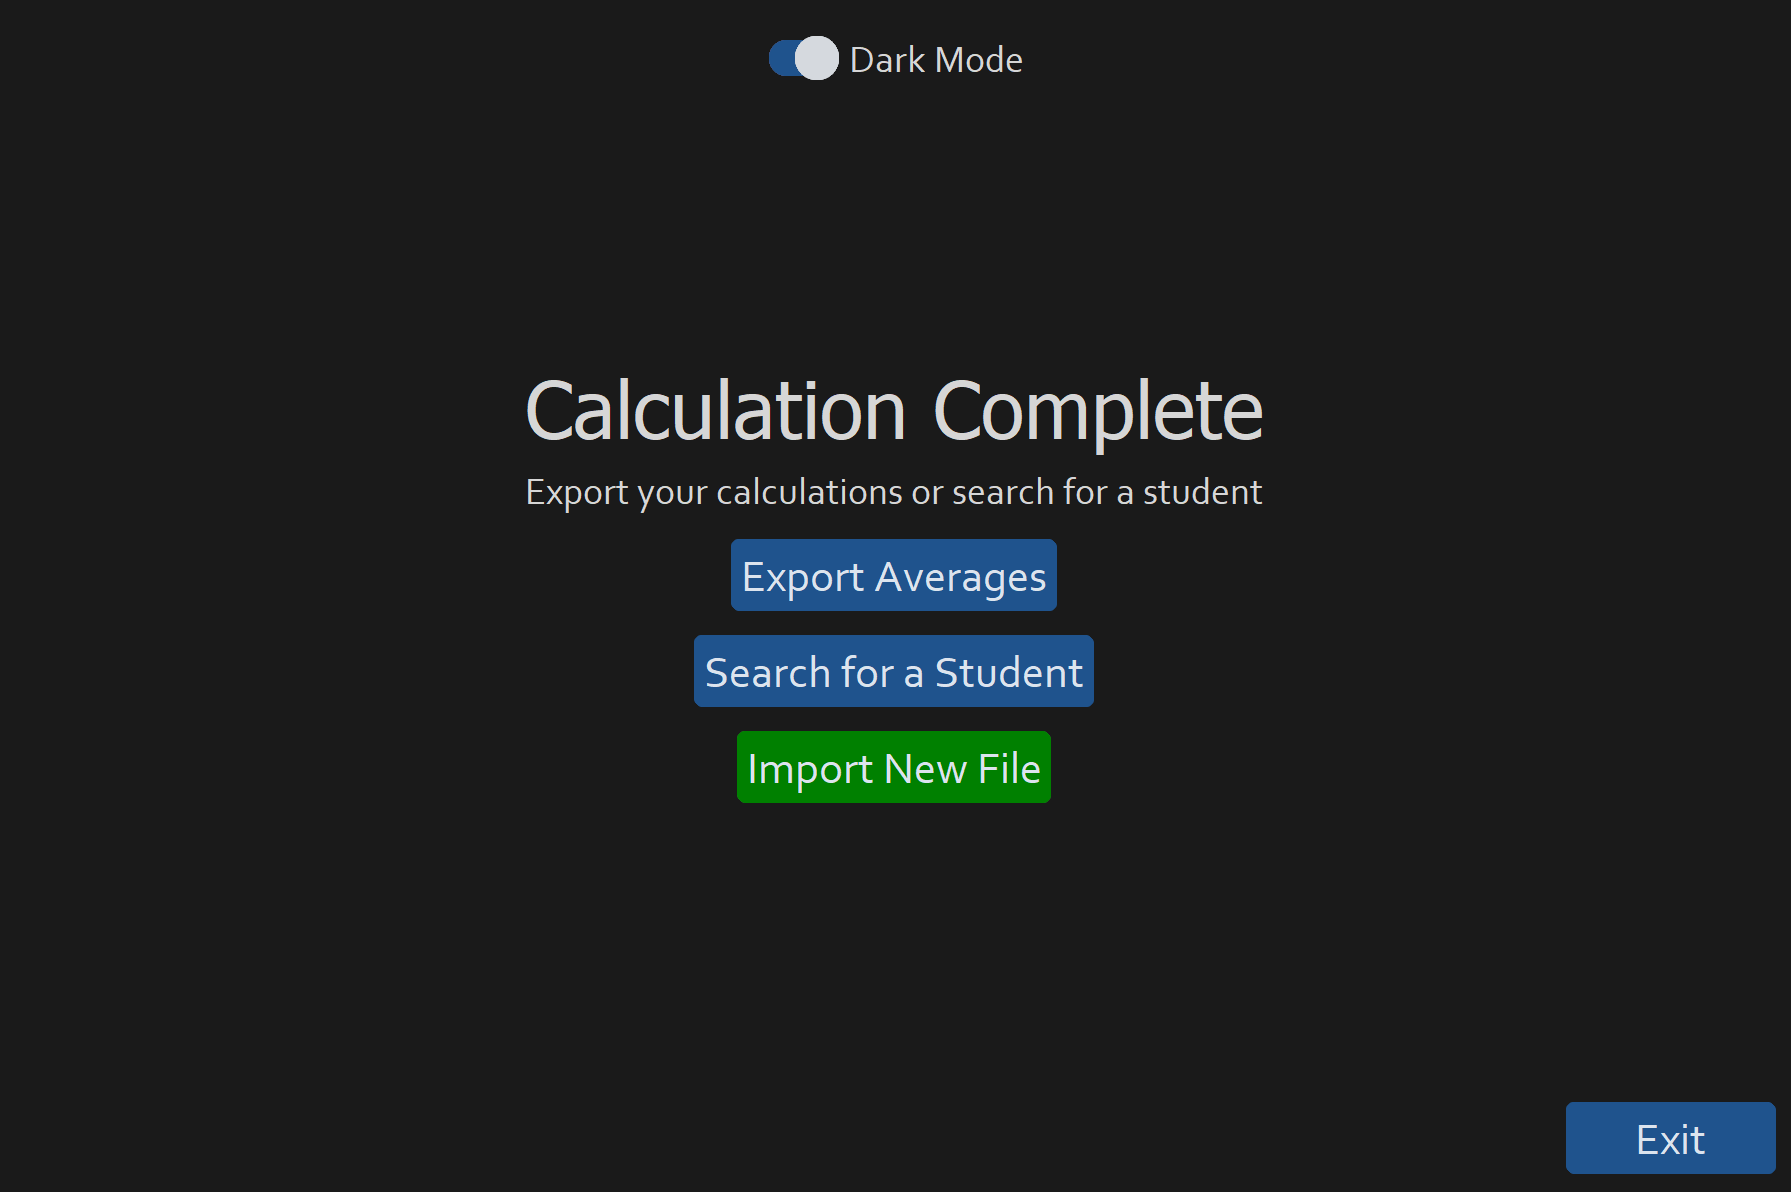 Dark Mode
Calculation Complete
Export your calculations or search for a student
Export Averages
Search for a Student
Import New File
Exit